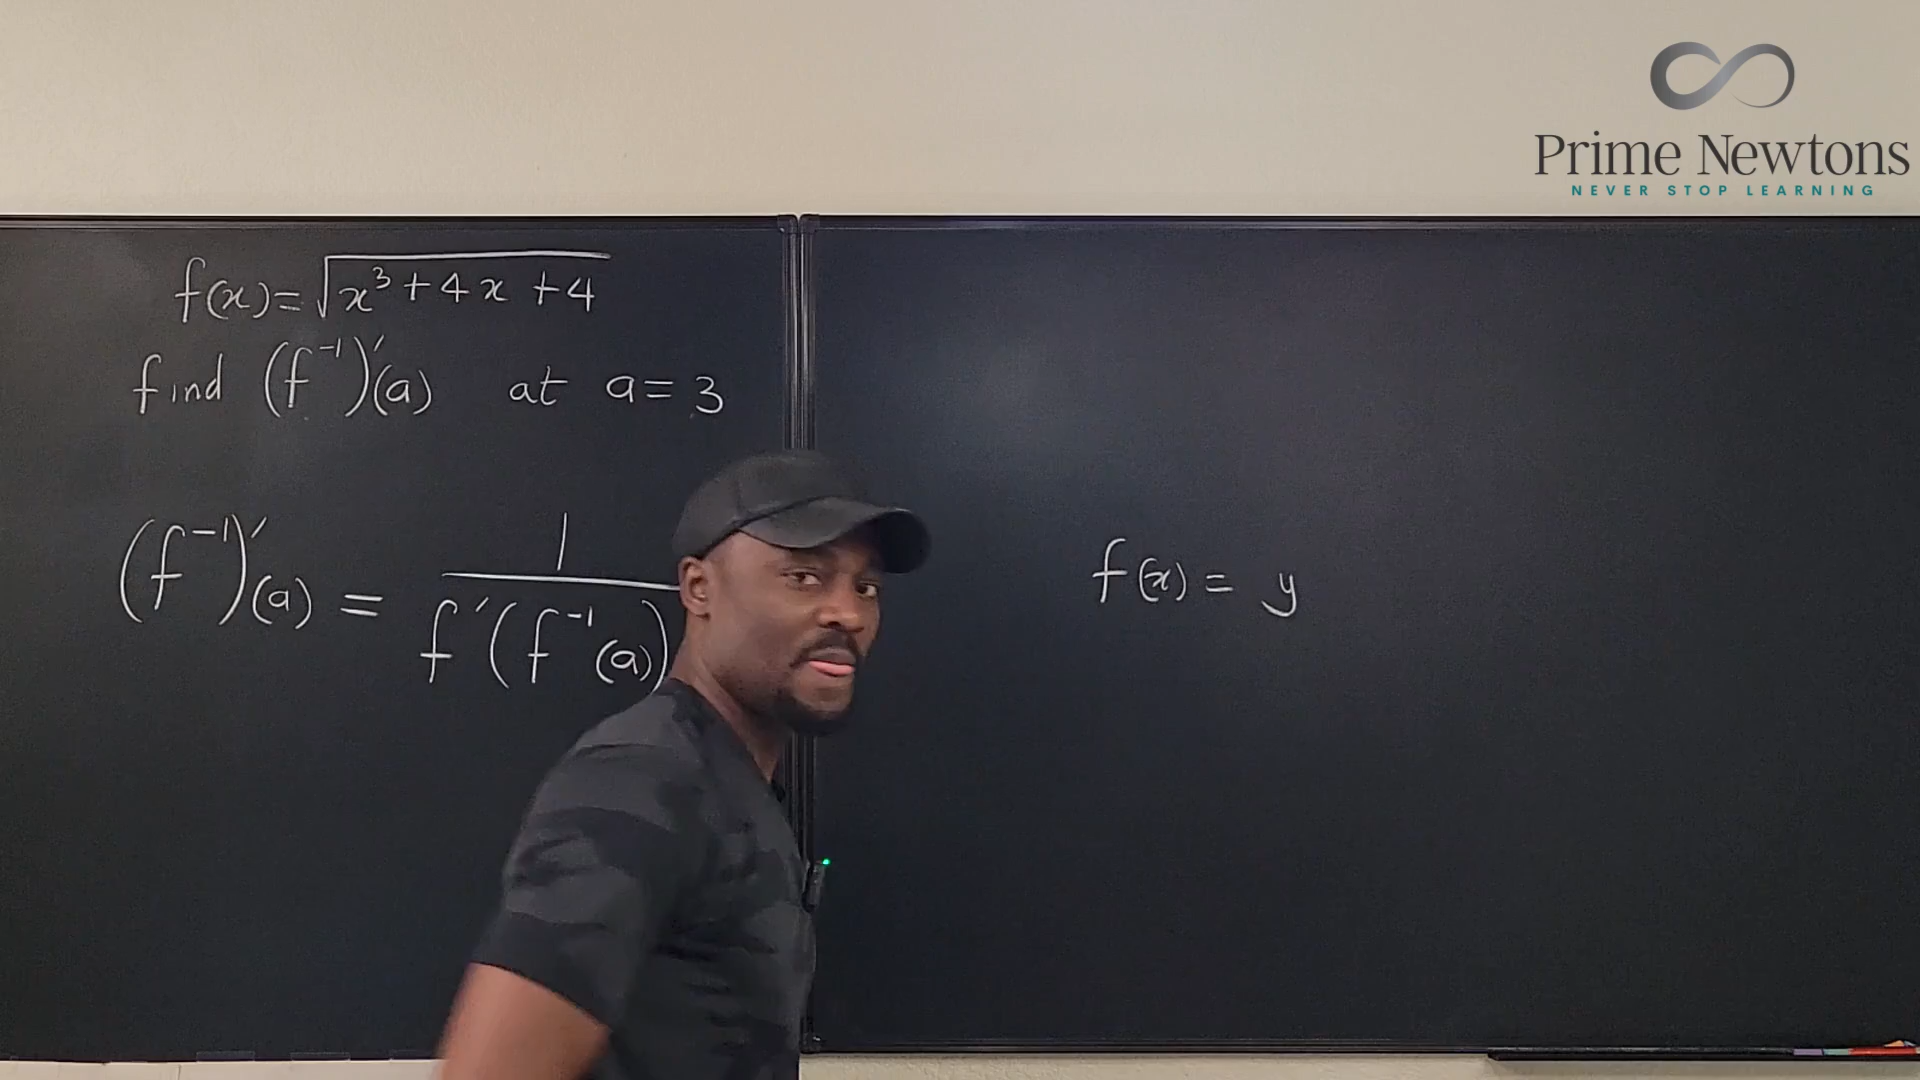 Prime Newtons
NEVER STOP LEARNING
f(x) = √(x³ + 4x + 4)
find (f⁻¹)′(a) at a = 3
(f⁻¹)′(a) = 1 / f′(f⁻¹(a))
f(x) = y